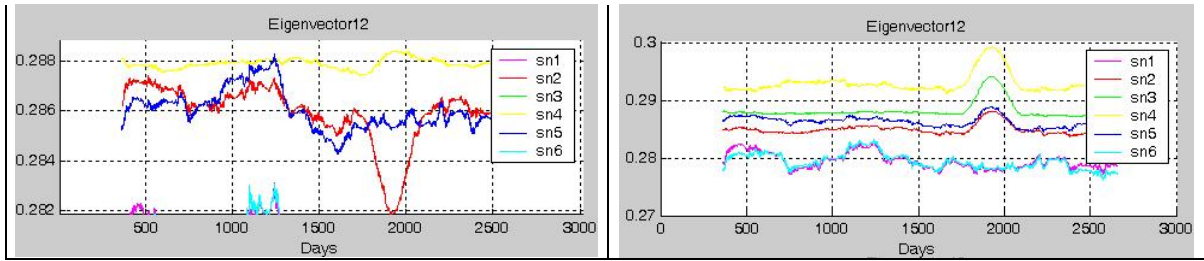 Eigenvector12
0.288
0.286
0.284
0.282
500 1000 1500 2000 2500 3000
Days
sn1
sn2
sn3
sn4
sn5
sn6
Eigenvector12
0.3
0.29
0.28
0.27
0 500 1000 1500 2000 2500 3000
Days
sn1
sn2
sn3
sn4
sn5
sn6